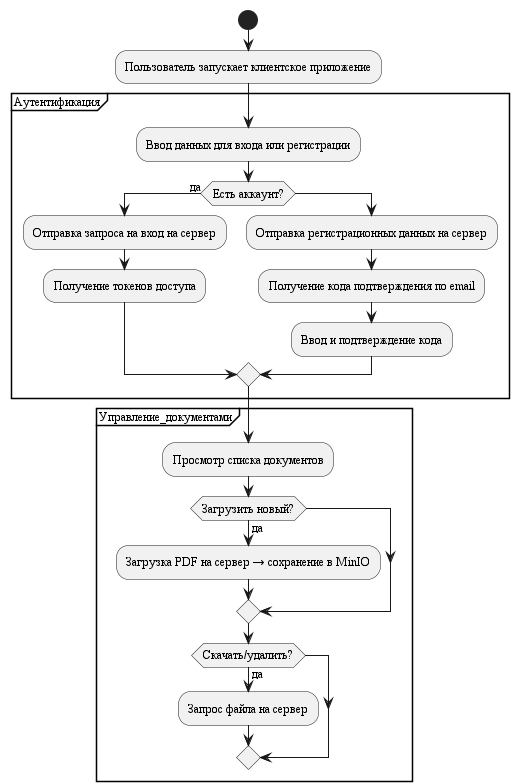 Пользователь запускает клиентское приложение
Аутентификация
Ввод данных для входа или регистрации
да
Есть аккаунт?
Отправка запроса на вход на сервер
Отправка регистрационных данных на сервер
Получение токенов доступа
Получение кода подтверждения по email
Ввод и подтверждение кода
Управление_документами
Просмотр списка документов
Загрузить новый?
да
Загрузка PDF на сервер → сохранение в MinIO
Скачать/удалить?
да
Запрос файла на сервер